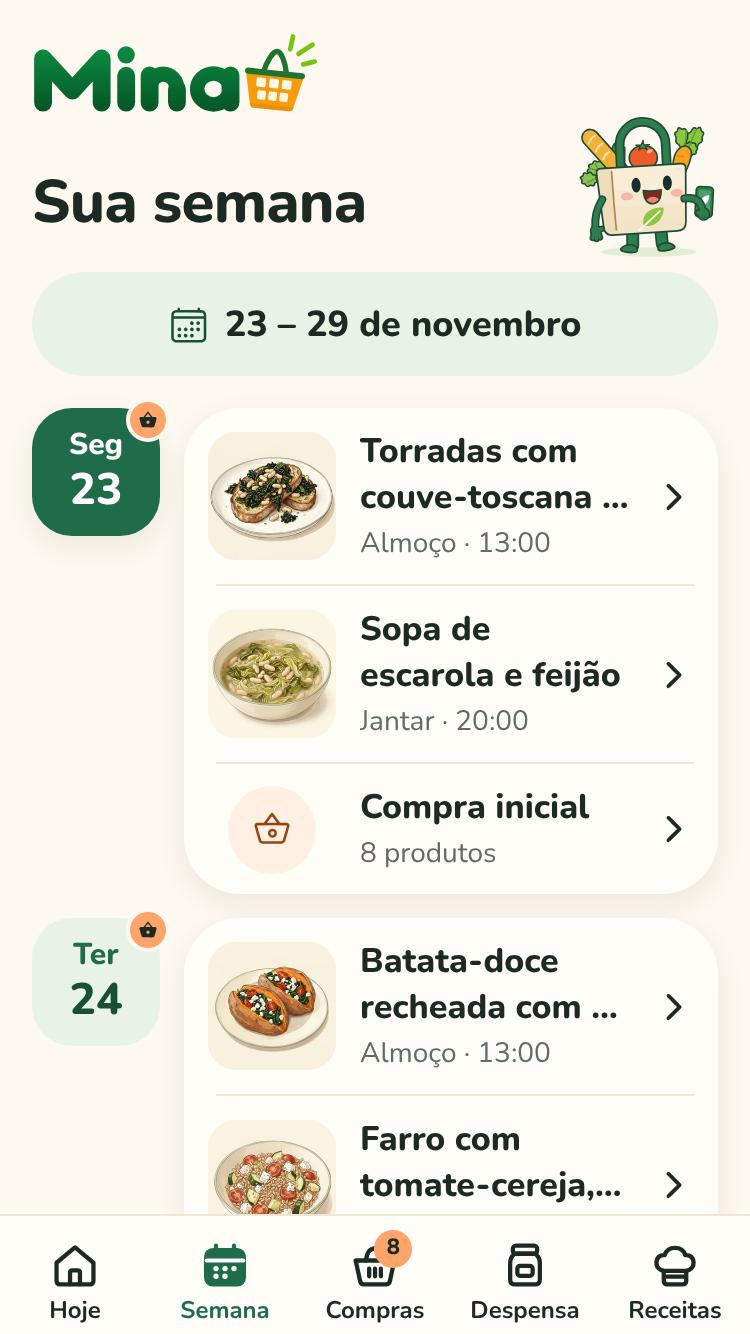 Mina
Sua semana
23 – 29 de novembro
Seg
23
Torradas com
couve-toscana ...
Almoço · 13:00
Sopa de
escarola e feijão
Jantar · 20:00
Compra inicial
8 produtos
Ter
24
Batata-doce
recheada com ...
Almoço · 13:00
Farro com
tomate-cereja,...
8
Hoje
Semana
Compras
Despensa
Receitas